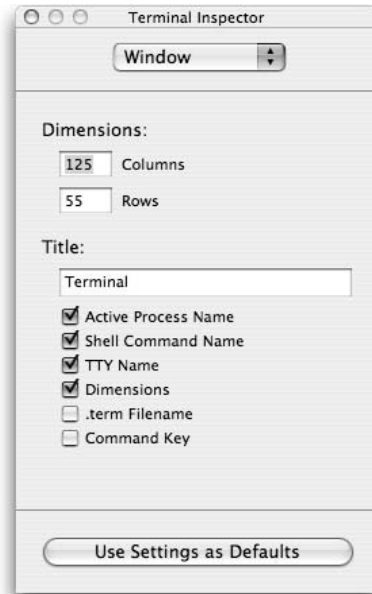 Terminal Inspector
Window
Dimensions:
125 Columns
55 Rows
Title:
Terminal
Active Process Name
Shell Command Name
TTY Name
Dimensions
.term Filename
Command Key
Use Settings as Defaults